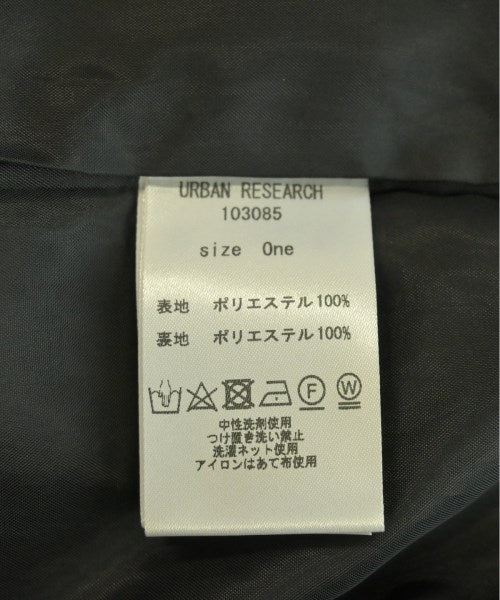 URBAN RESEARCH
103085
size One
表地 ポリエステル100%
裏地 ポリエステル100%
F W
中性洗剤使用
つけ置き洗い禁止
洗濯ネット使用
アイロンはあて布使用